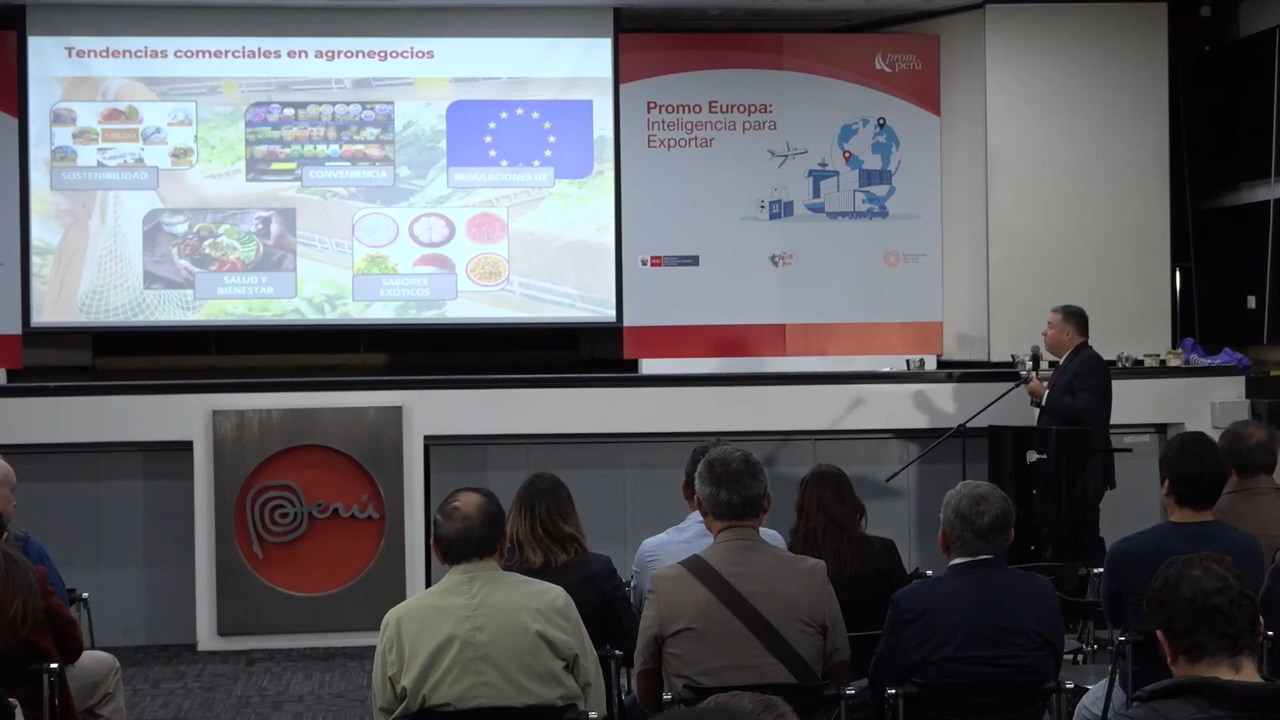 Tendencias comerciales en agronegocios
SOSTENIBILIDAD
CONVENIENCIA
REGULACIONES UE
SALUD Y
BIENESTAR
SABORES
EXÓTICOS
prom
perú
Promo Europa:
Inteligencia para
Exportar
Perú
Perú